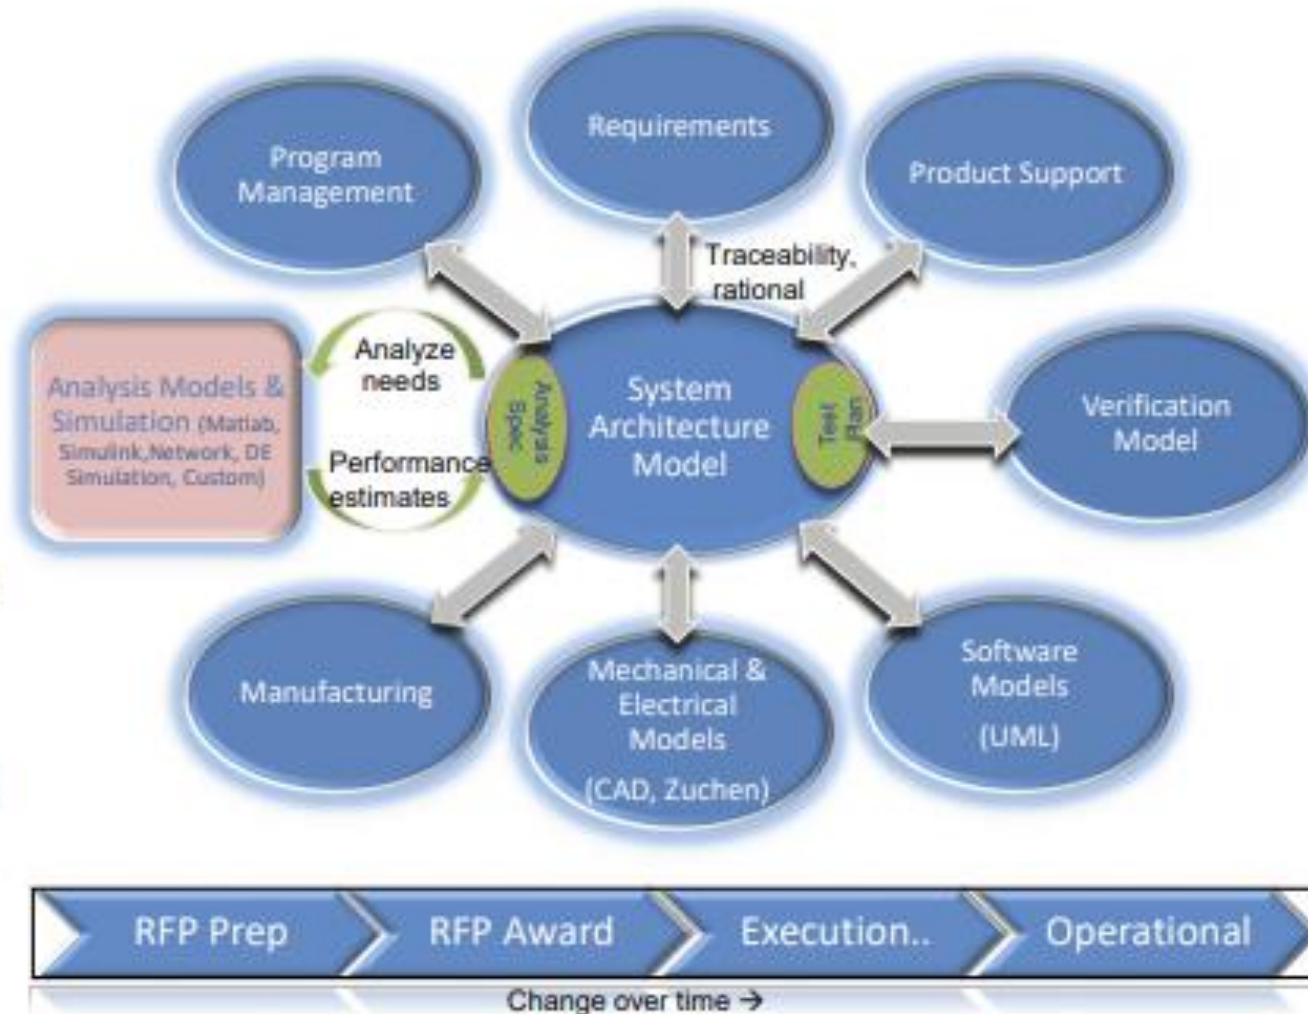 Requirements
Program
Management
Product Support
Traceability,
rational
Analyze
needs
Analysis Models &
Simulation (Matlab,
Simulink,Network, DE
Simulation, Custom)
Performance
estimates
Analysis
Spec
System
Architecture
Model
Test
Plan
Verification
Model
Manufacturing
Mechanical &
Electrical
Models
(CAD, Zuchen)
Software
Models
(UML)
RFP Prep
RFP Award
Execution..
Operational
Change over time →